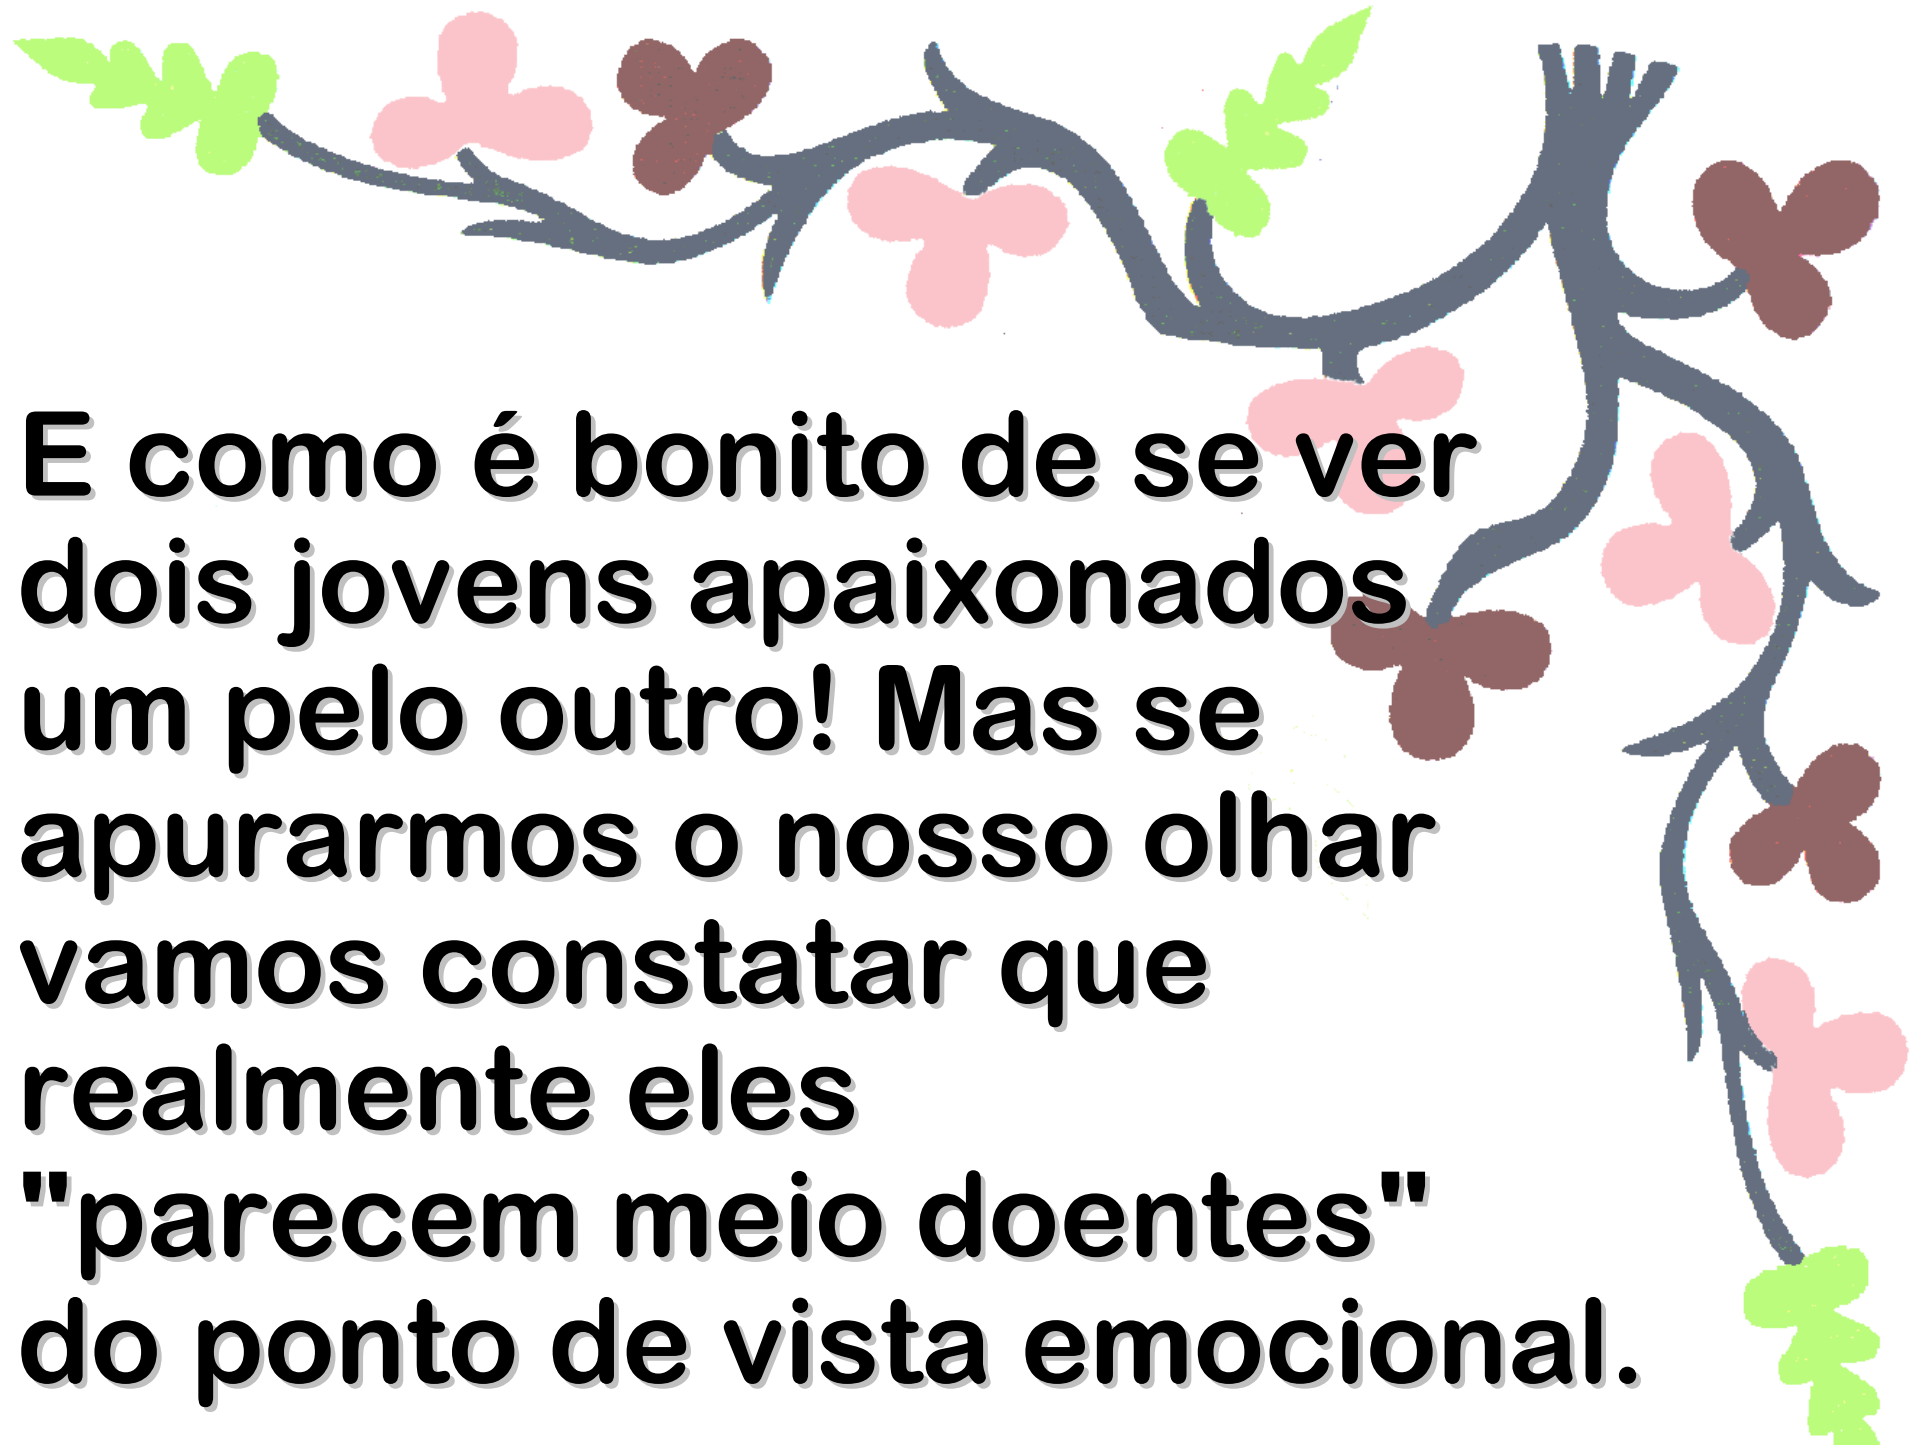 E como é bonito de se ver
dois jovens apaixonados
um pelo outro! Mas se
apurarmos o nosso olhar
vamos constatar que
realmente eles
"parecem meio doentes"
do ponto de vista emocional.